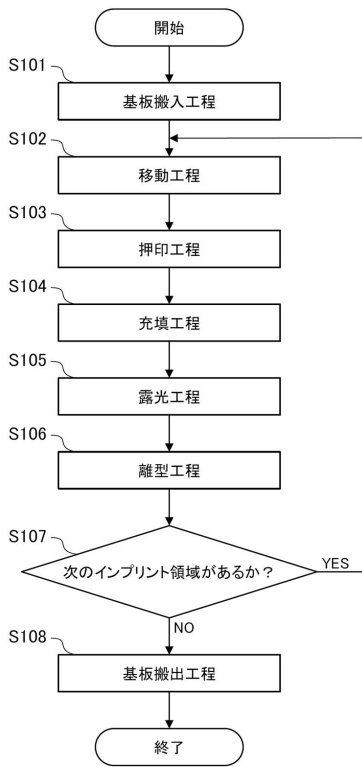 開始
S101
基板搬入工程
S102
移動工程
S103
押印工程
S104
充填工程
S105
露光工程
S106
離型工程
S107
次のインプリント領域があるか？
YES
NO
S108
基板搬出工程
終了